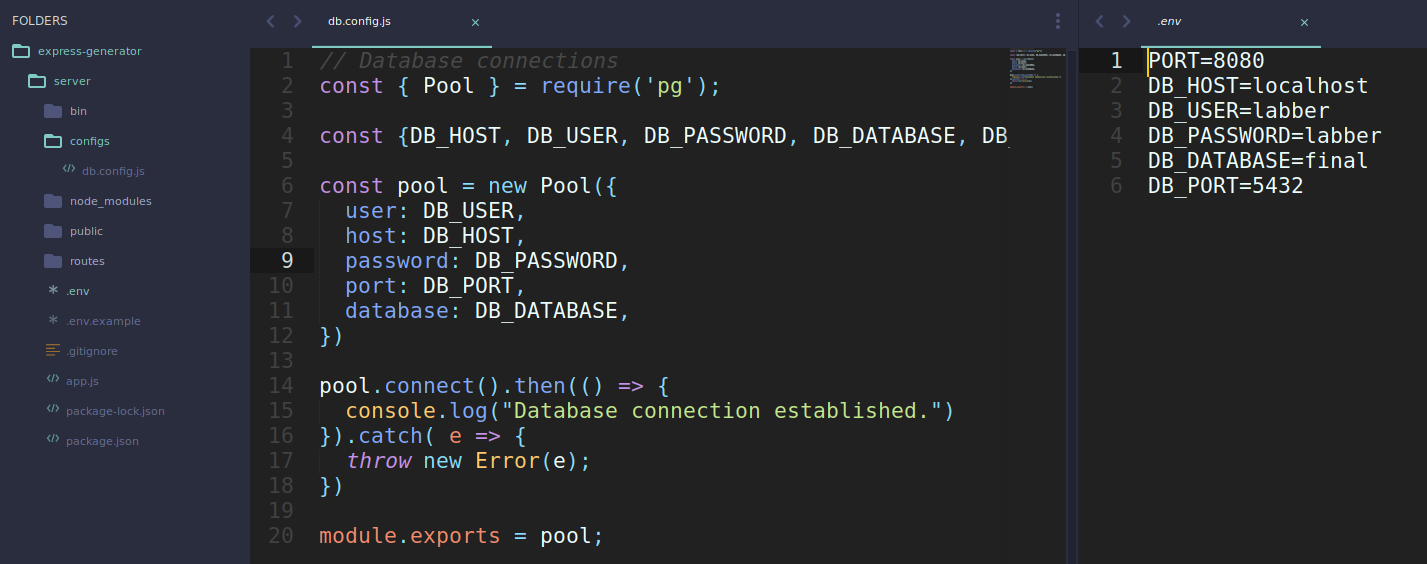 FOLDERS
express-generator
server
bin
configs
db.config.js
node_modules
public
routes
.env
.env.example
.gitignore
app.js
package-lock.json
package.json
db.config.js ×
1 // Database connections
2 const { Pool } = require('pg');
3
4 const {DB_HOST, DB_USER, DB_PASSWORD, DB_DATABASE, DB_
5
6 const pool = new Pool({
7 user: DB_USER,
8 host: DB_HOST,
9 password: DB_PASSWORD,
10 port: DB_PORT,
11 database: DB_DATABASE,
12 })
13
14 pool.connect().then(() => {
15 console.log("Database connection established.")
16 }).catch( e => {
17 throw new Error(e);
18 })
19
20 module.exports = pool;
.env ×
1 PORT=8080
2 DB_HOST=localhost
3 DB_USER=labber
4 DB_PASSWORD=labber
5 DB_DATABASE=final
6 DB_PORT=5432